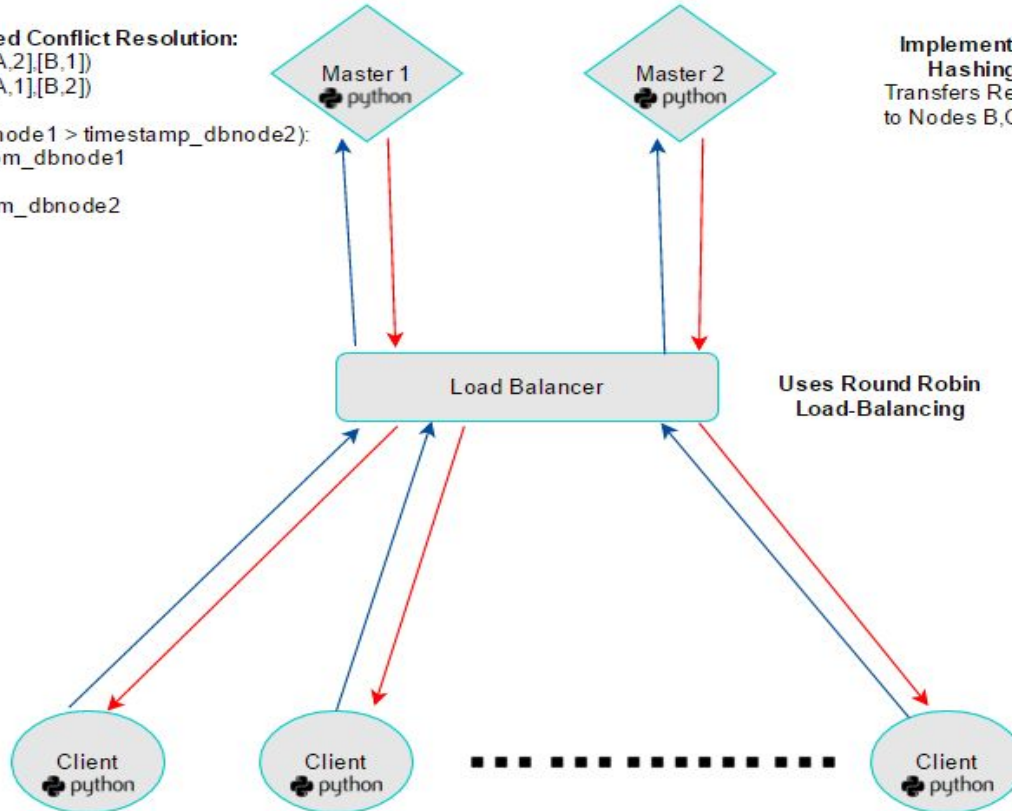 ed Conflict Resolution:
A,2],[B,1])
A,1],[B,2])
node1 > timestamp_dbnode2):
om_dbnode1
m_dbnode2
Master 1
python
Master 2
python
Implement
Hashing
Transfers Re
to Nodes B,C
Load Balancer
Uses Round Robin
Load-Balancing
Client
python
Client
python
Client
python